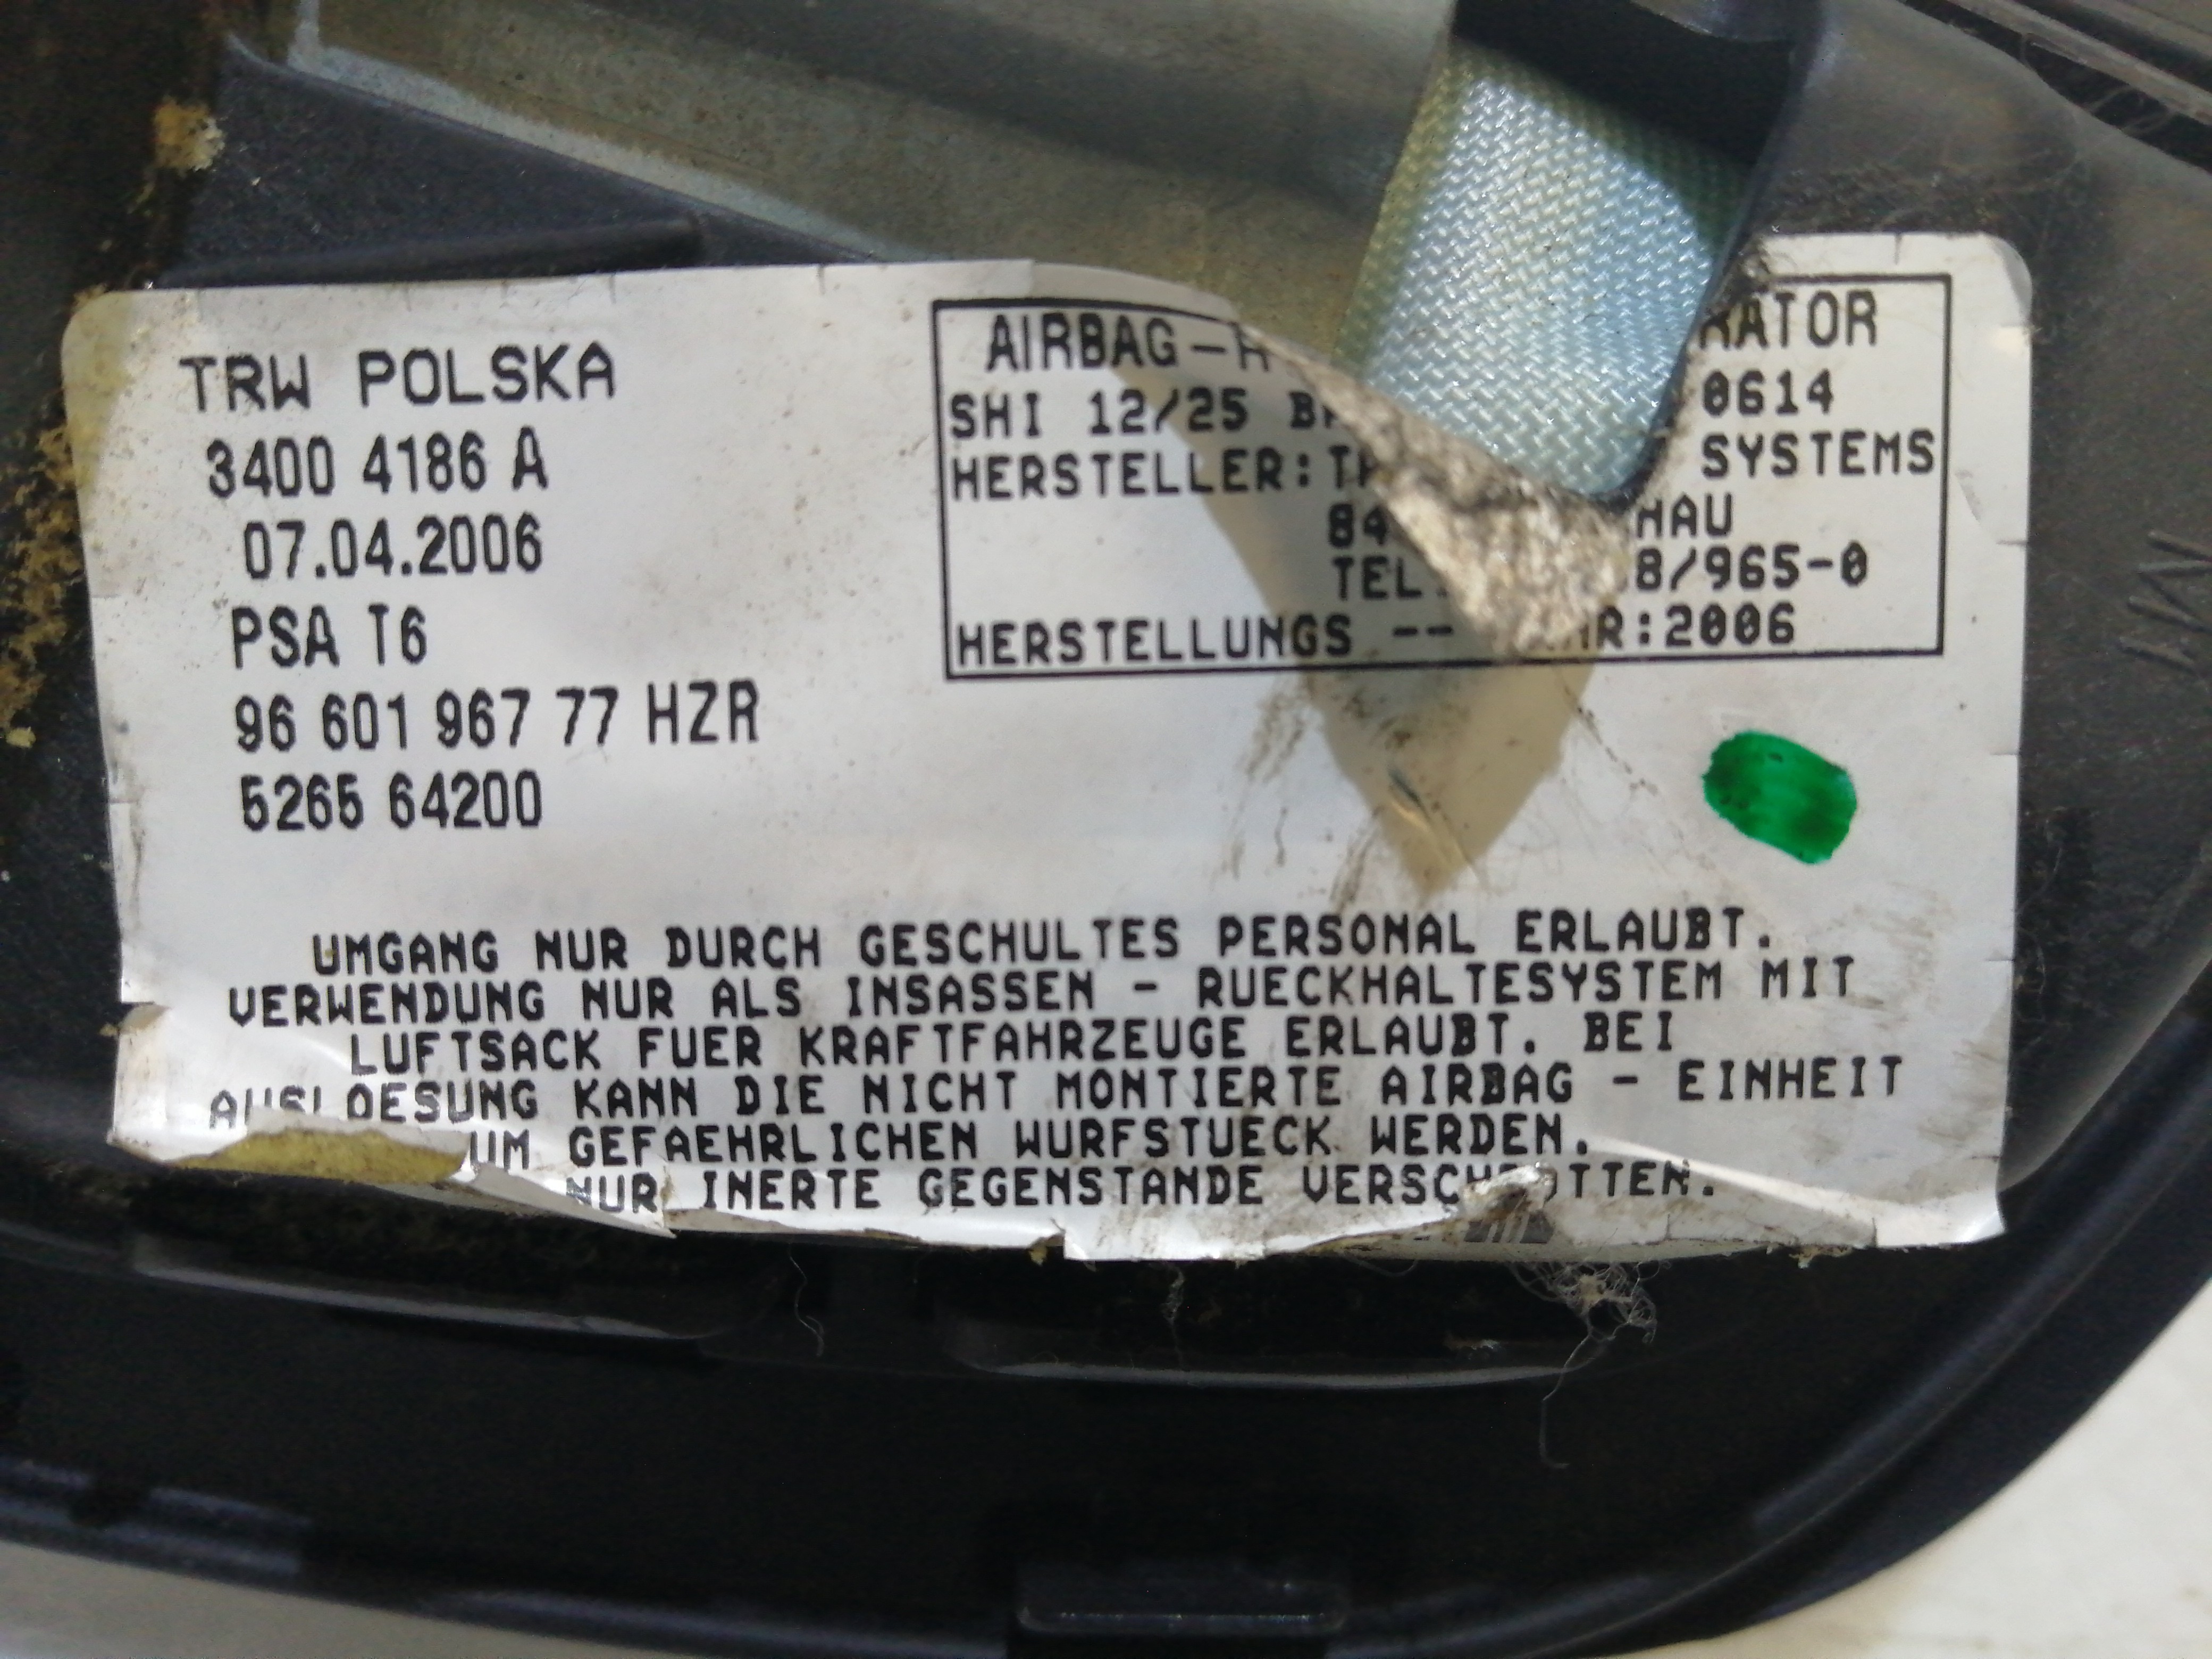 TRW POLSKA
3400 4186 A
07.04.2006
PSA T6
96 601 967 77 HZR
5265 64200
SHI 12/25 0614
HERSTELLER: SYSTEMS
TEL. 8/965-0
HERSTELLUNGS -- :2006
UMGANG NUR DURCH GESCHULTES PERSONAL ERLAUBT.
VERWENDUNG NUR ALS INSASSEN - RUECKHALTESYSTEM MIT
LUFTSACK FUER KRAFTFAHRZEUGE ERLAUBT. BEI
AUSLOESUNG KANN DIE NICHT MONTIERTE AIRBAG - EINHEIT
UM GEFAEHRLICHEN WURFSTUECK WERDEN.
NUR INERTE GEGENSTANDE VERSCHROTTEN.